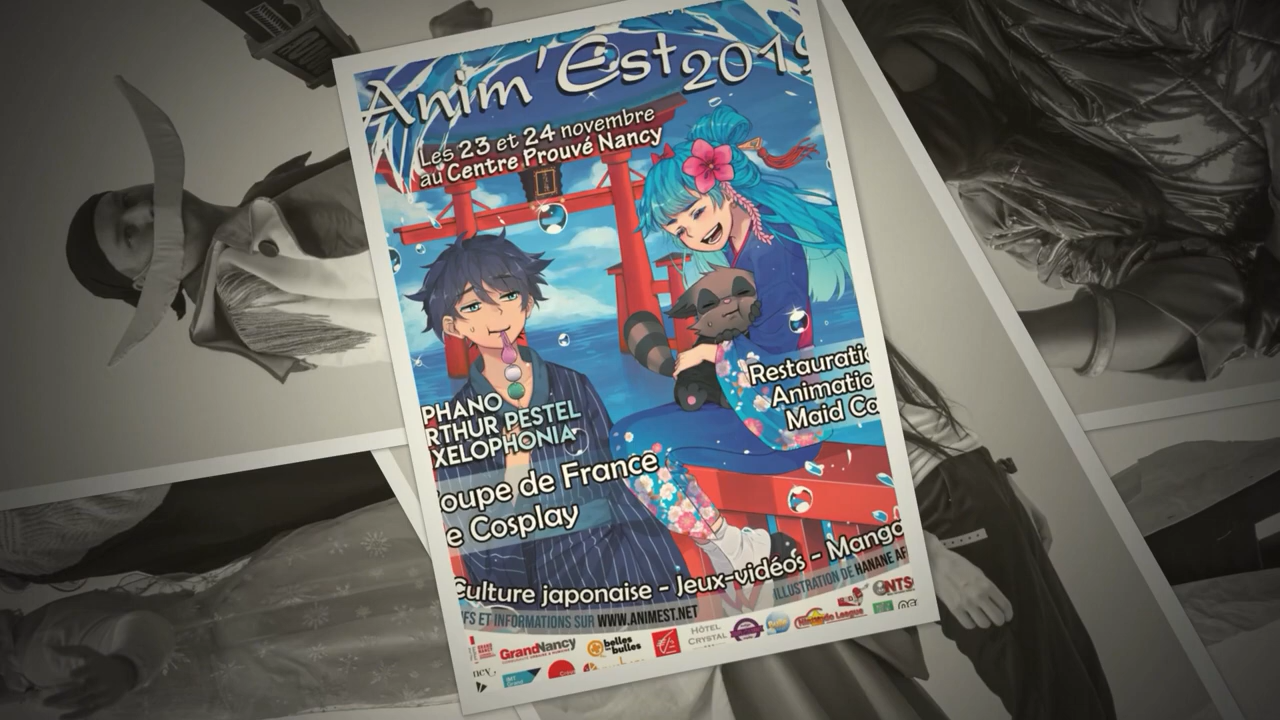 Anim'Est 2019
Les 23 et 24 novembre
au Centre Prouvé Nancy
PHANO
RTHUR PESTEL
XELOPHONIA
Restauratio
Animatio
Maid Ca
oupe de France
e Cosplay
Culture japonaise - Jeux-vidéos - Manga
ILLUSTRATION DE HANANE AF
IFS ET INFORMATIONS SUR WWW.ANIMEST.NET
GrandNancy
belles
bulles
HÔTEL
CRYSTAL
NTS